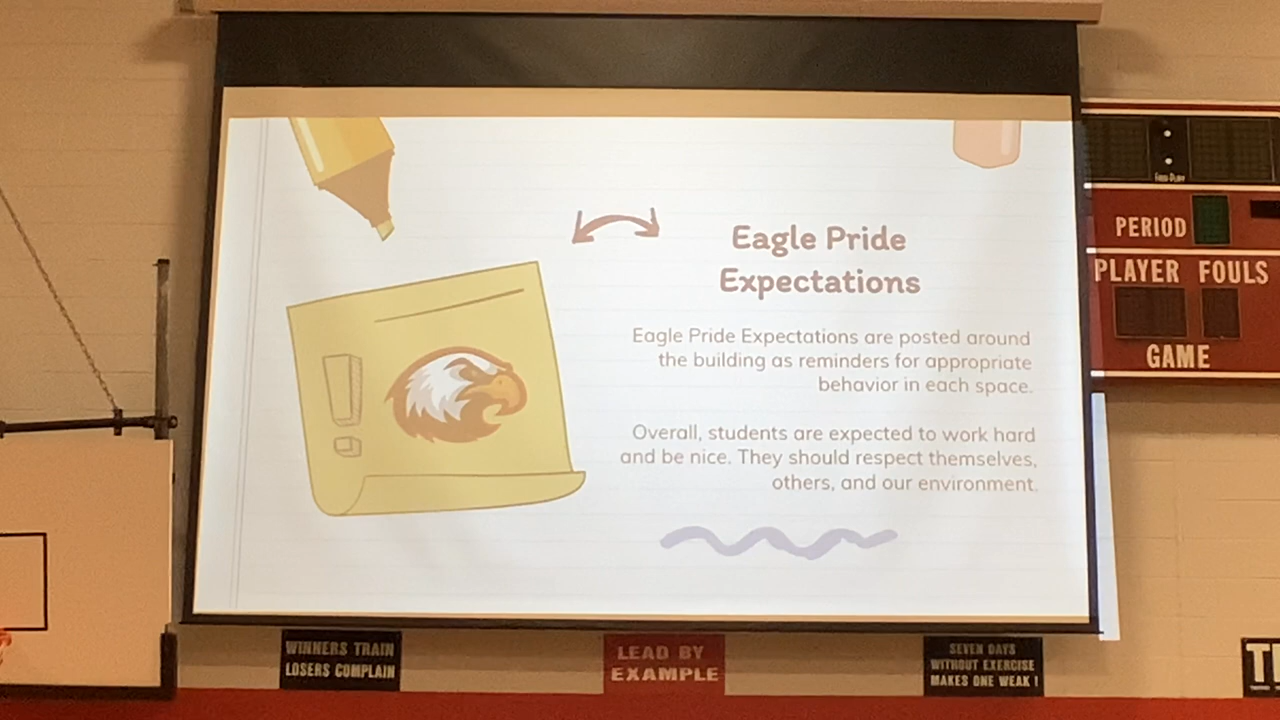 Eagle Pride
Expectations
Eagle Pride Expectations are posted around
the building as reminders for appropriate
behavior in each space.
Overall, students are expected to work hard
and be nice. They should respect themselves,
others, and our environment.
PERIOD
PLAYER FOULS
GAME
WINNERS TRAIN
LOSERS COMPLAIN
LEAD BY
EXAMPLE
SEVEN DAYS
WITHOUT EXERCISE
MAKES ONE WEAK !